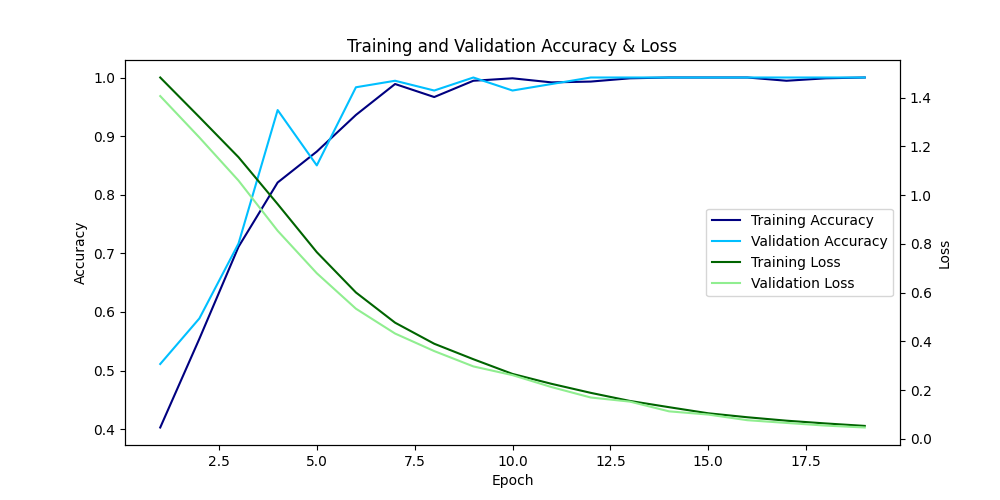 Training and Validation Accuracy & Loss
Accuracy
1.0
0.9
0.8
0.7
0.6
0.5
0.4
2.5
5.0
7.5
10.0
12.5
15.0
17.5
Epoch
1.4
1.2
1.0
0.8
0.6
0.4
0.2
0.0
Loss
Training Accuracy
Validation Accuracy
Training Loss
Validation Loss